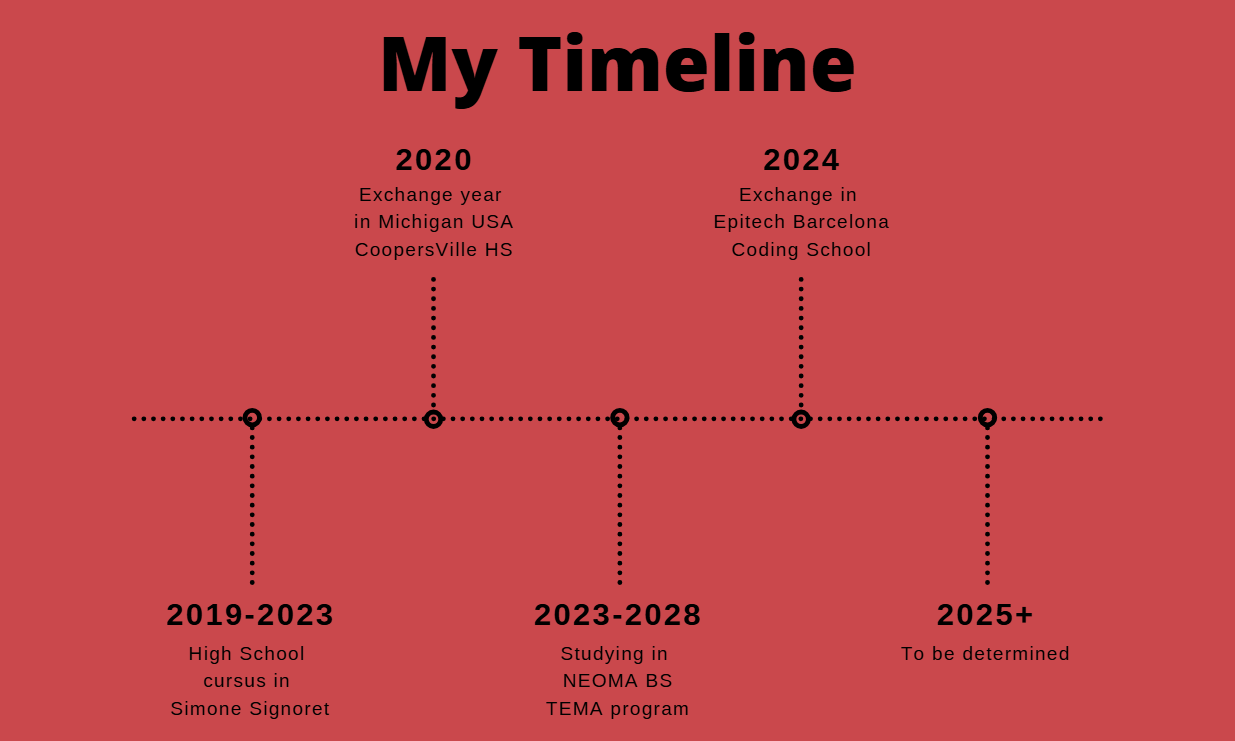 My Timeline
2020
Exchange year
in Michigan USA
CoopersVille HS
2024
Exchange in
Epitech Barcelona
Coding School
2019-2023
High School
cursus in
Simone Signoret
2023-2028
Studying in
NEOMA BS
TEMA program
2025+
To be determined